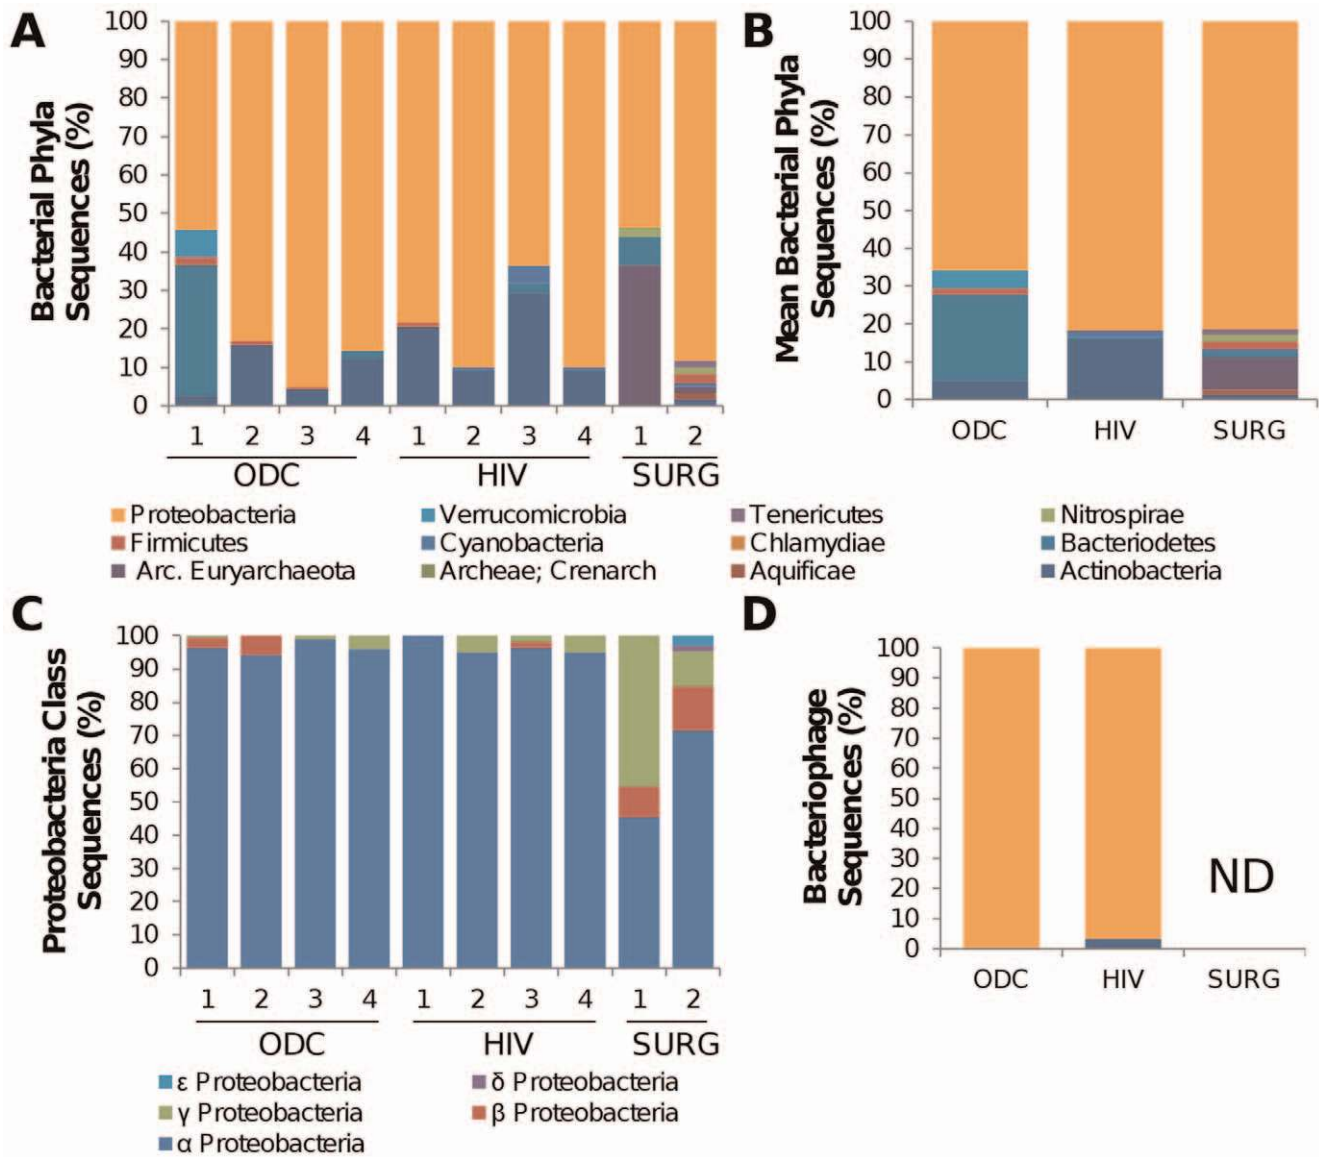 A
Bacterial Phyla
Sequences (%)
100
90
80
70
60
50
40
30
20
10
0
1 2 3 4 1 2 3 4 1 2
ODC HIV SURG
B
Mean Bacterial Phyla
Sequences (%)
100
90
80
70
60
50
40
30
20
10
0
ODC HIV SURG
Proteobacteria Verrucomicrobia Tenericutes Nitrospirae
Firmicutes Cyanobacteria Chlamydiae Bacteriodetes
Arc. Euryarchaeota Archeae; Crenarch Aquificae Actinobacteria
C
Proteobacteria Class
Sequences (%)
100
90
80
70
60
50
40
30
20
10
0
1 2 3 4 1 2 3 4 1 2
ODC HIV SURG
ε Proteobacteria δ Proteobacteria
γ Proteobacteria β Proteobacteria
α Proteobacteria
D
Bacteriophage
Sequences (%)
100
90
80
70
60
50
40
30
20
10
0
ND
ODC HIV SURG